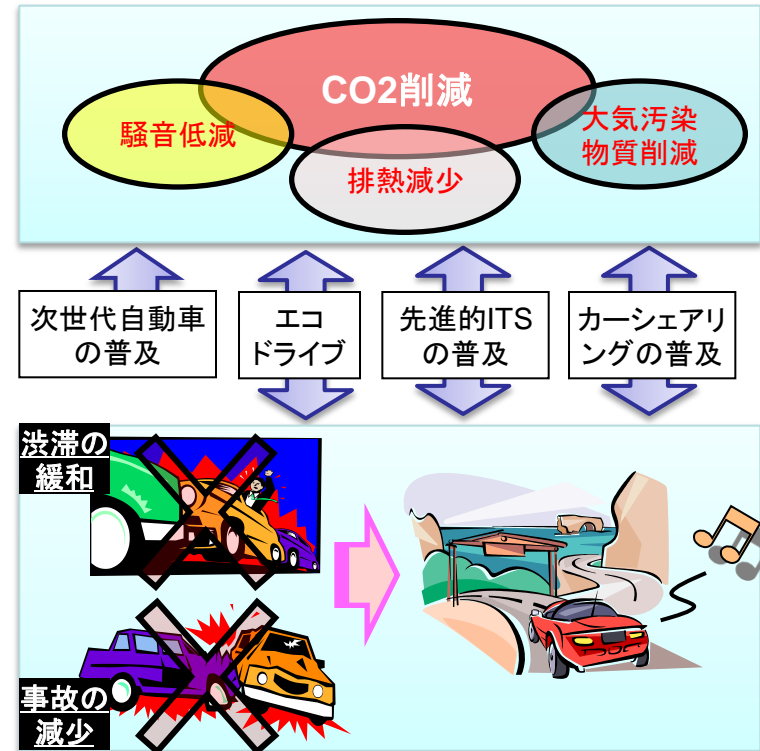 CO2削減
騒音低減
大気汚染
物質削減
排熱減少
次世代自動車
の普及
エコ
ドライブ
先進的ITS
の普及
カーシェアリ
ングの普及
渋滞の
緩和
事故の
減少